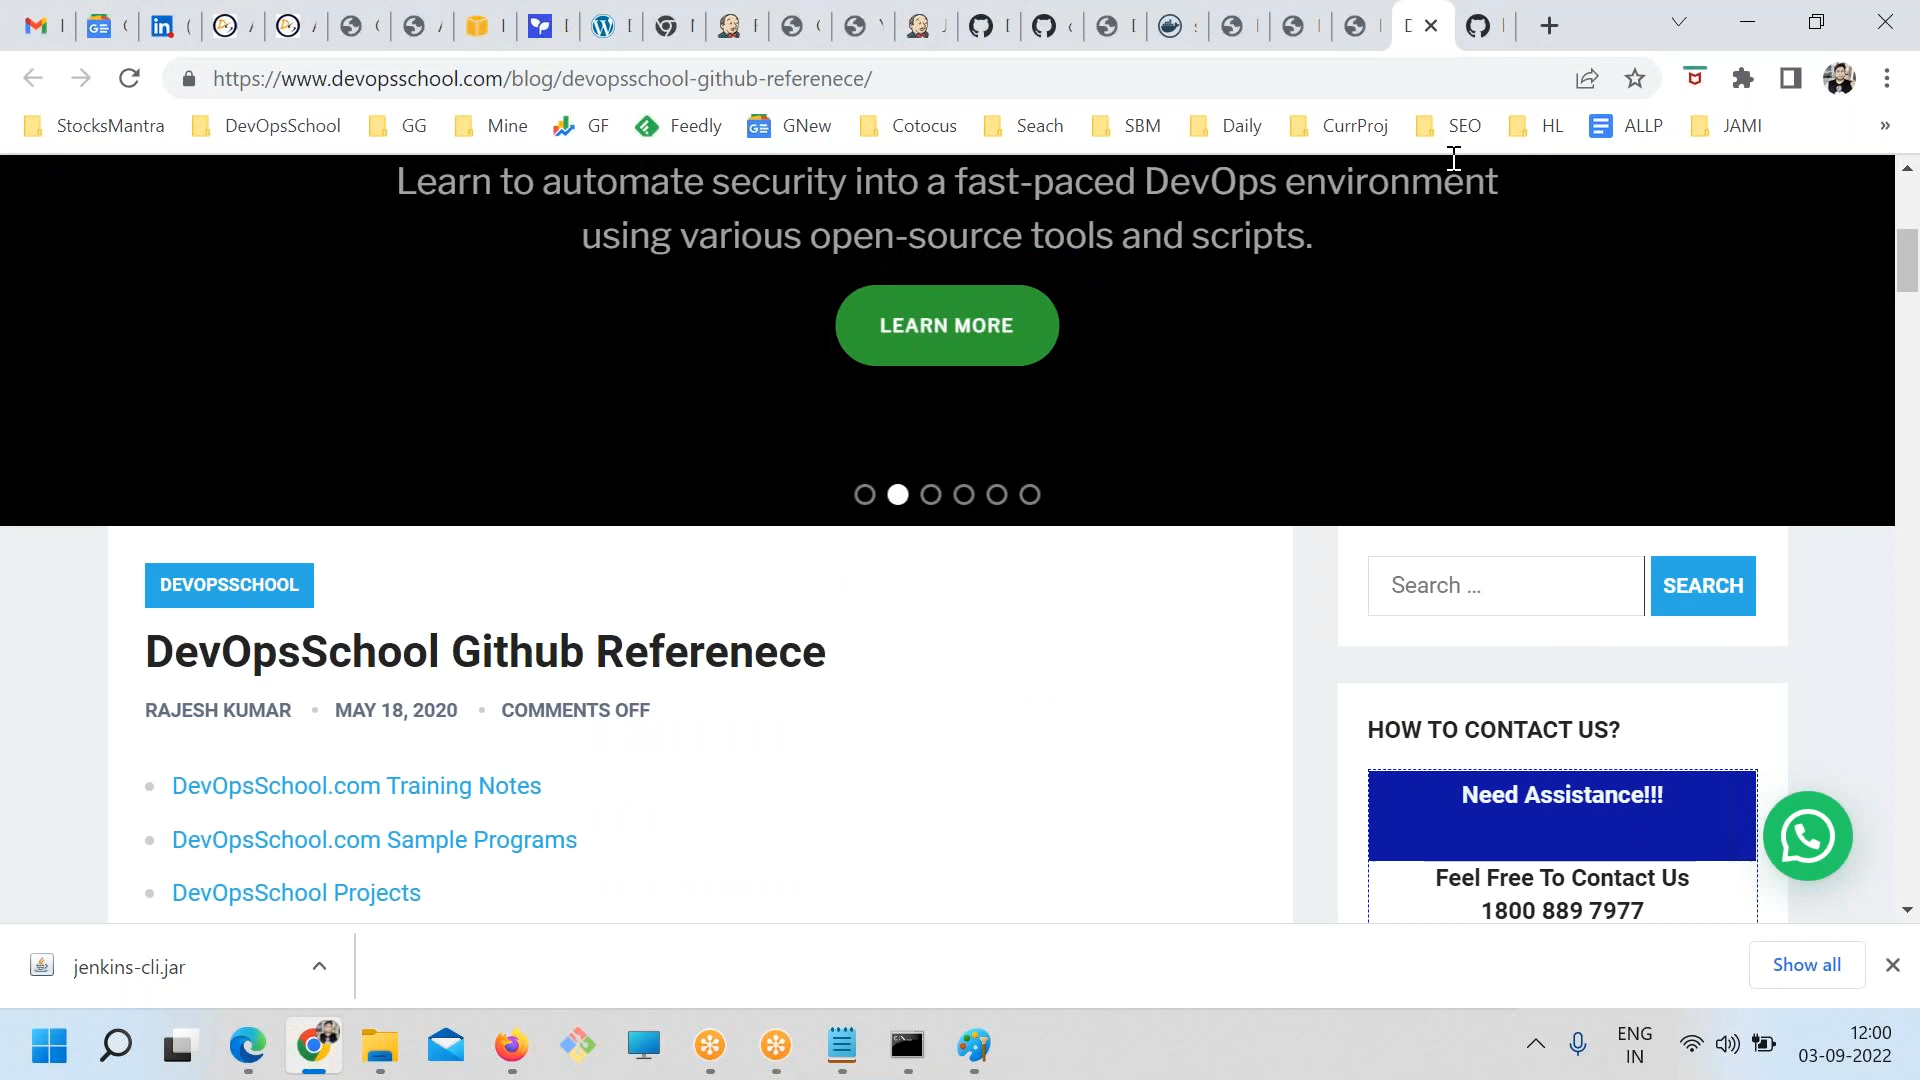 https://www.devopsschool.com/blog/devopsschool-github-referenece/
StocksMantra DevOpsSchool GG Mine GF Feedly GNew Cotocus Seach SBM Daily CurrProj SEO HL ALLP JAMI »
Learn to automate security into a fast-paced DevOps environment
using various open-source tools and scripts.
LEARN MORE
DEVOPSSCHOOL
DevOpsSchool Github Referenece
RAJESH KUMAR • MAY 18, 2020 • COMMENTS OFF
DevOpsSchool.com Training Notes
DevOpsSchool.com Sample Programs
DevOpsSchool Projects
Search ...
SEARCH
HOW TO CONTACT US?
Need Assistance!!!
Feel Free To Contact Us
1800 889 7977
jenkins-cli.jar
Show all
ENG
IN
12:00
03-09-2022